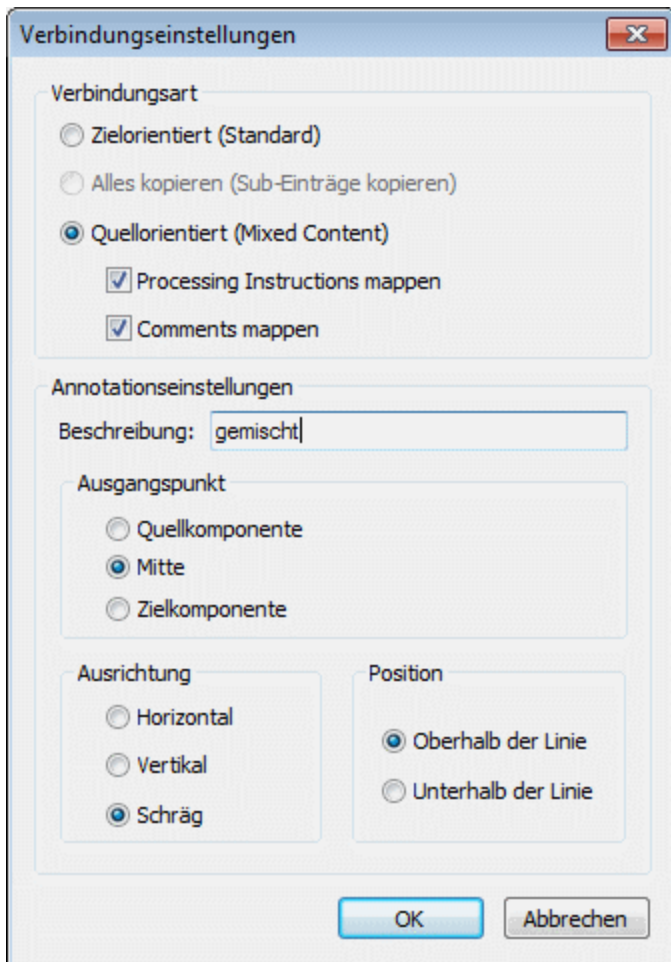 Verbindungseinstellungen
Verbindungsart
Zielorientiert (Standard)
Alles kopieren (Sub-Einträge kopieren)
Quellorientiert (Mixed Content)
Processing Instructions mappen
Comments mappen
Annotationseinstellungen
Beschreibung: gemischt
Ausgangspunkt
Quellkomponente
Mitte
Zielkomponente
Ausrichtung
Horizontal
Vertikal
Schräg
Position
Oberhalb der Linie
Unterhalb der Linie
OK Abbrechen